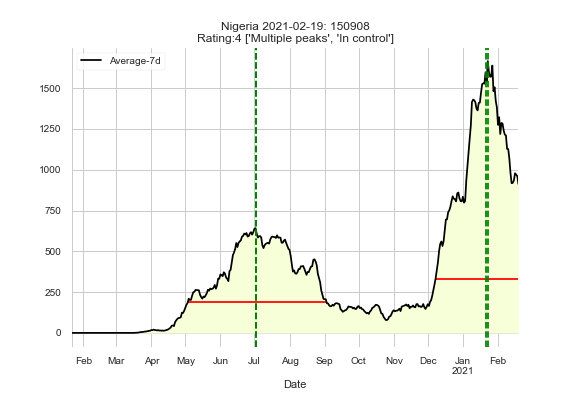 Nigeria 2021-02-19: 150908
Rating:4 ['Multiple peaks', 'In control']
Average-7d
1500
1250
1000
750
500
250
0
Feb Mar Apr May Jun Jul Aug Sep Oct Nov Dec Jan Feb
2021
Date